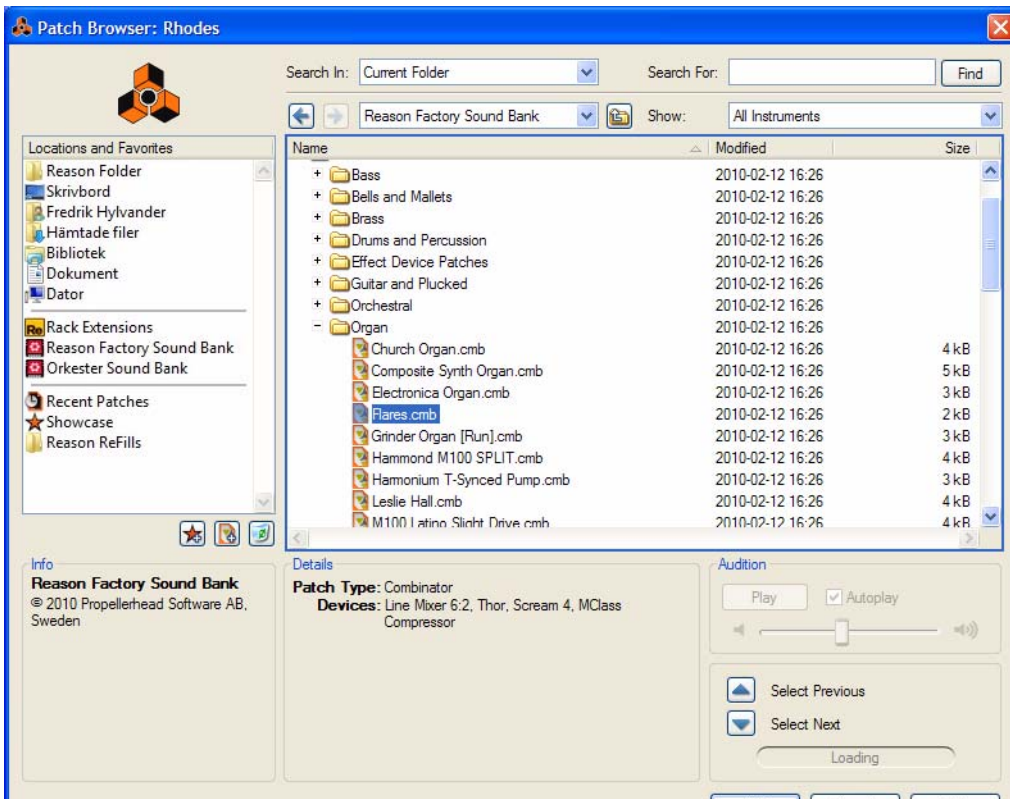 Patch Browser: Rhodes
Search In: Current Folder Search For: Find
Reason Factory Sound Bank Show: All Instruments
Locations and Favorites
Reason Folder
Skrivbord
Fredrik Hylvander
Hämtade filer
Bibliotek
Dokument
Dator
Re Rack Extensions
Reason Factory Sound Bank
Orkester Sound Bank
Recent Patches
Showcase
Reason ReFills
Name Modified Size
+ Bass 2010-02-12 16:26
+ Bells and Mallets 2010-02-12 16:26
+ Brass 2010-02-12 16:26
+ Drums and Percussion 2010-02-12 16:26
+ Effect Device Patches 2010-02-12 16:26
+ Guitar and Plucked 2010-02-12 16:26
+ Orchestral 2010-02-12 16:26
- Organ 2010-02-12 16:26
Church Organ.cmb 2010-02-12 16:26 4 kB
Composite Synth Organ.cmb 2010-02-12 16:26 5 kB
Electronica Organ.cmb 2010-02-12 16:26 3 kB
Flares.cmb 2010-02-12 16:26 2 kB
Grinder Organ [Run].cmb 2010-02-12 16:26 3 kB
Hammond M100 SPLIT.cmb 2010-02-12 16:26 4 kB
Harmonium T-Synced Pump.cmb 2010-02-12 16:26 3 kB
Leslie Hall.cmb 2010-02-12 16:26 4 kB
M100 Latino Slight Drive.cmb 2010-02-12 16:26 4 kB
Info
Reason Factory Sound Bank
© 2010 Propellerhead Software AB,
Sweden
Details
Patch Type: Combinator
Devices: Line Mixer 6:2, Thor, Scream 4, MClass
Compressor
Audition
Play Autoplay
Select Previous
Select Next
Loading